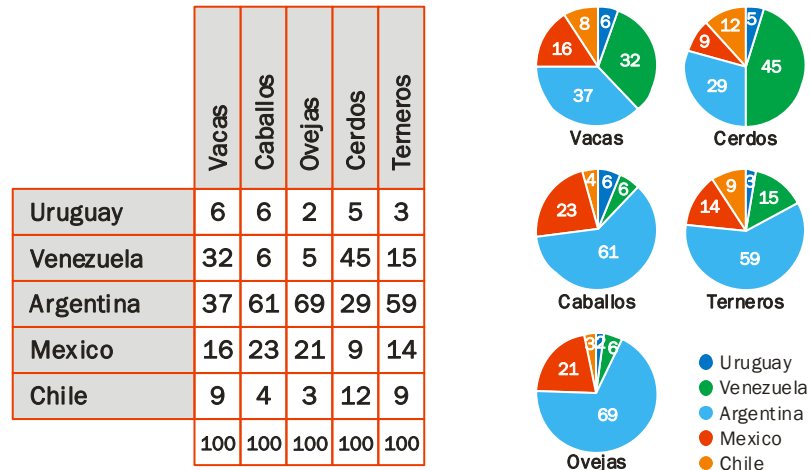 Vacas Caballos Ovejas Cerdos Terneros
Uruguay 6 6 2 5 3
Venezuela 32 6 5 45 15
Argentina 37 61 69 29 59
Mexico 16 23 21 9 14
Chile 9 4 3 12 9
100 100 100 100 100
8 6
16 32
37
Vacas
12 5
9 45
29
Cerdos
4 6 6
23
61
Caballos
9 3 15
14
59
Terneros
3 2 6
21
69
Ovejas
Uruguay
Venezuela
Argentina
Mexico
Chile